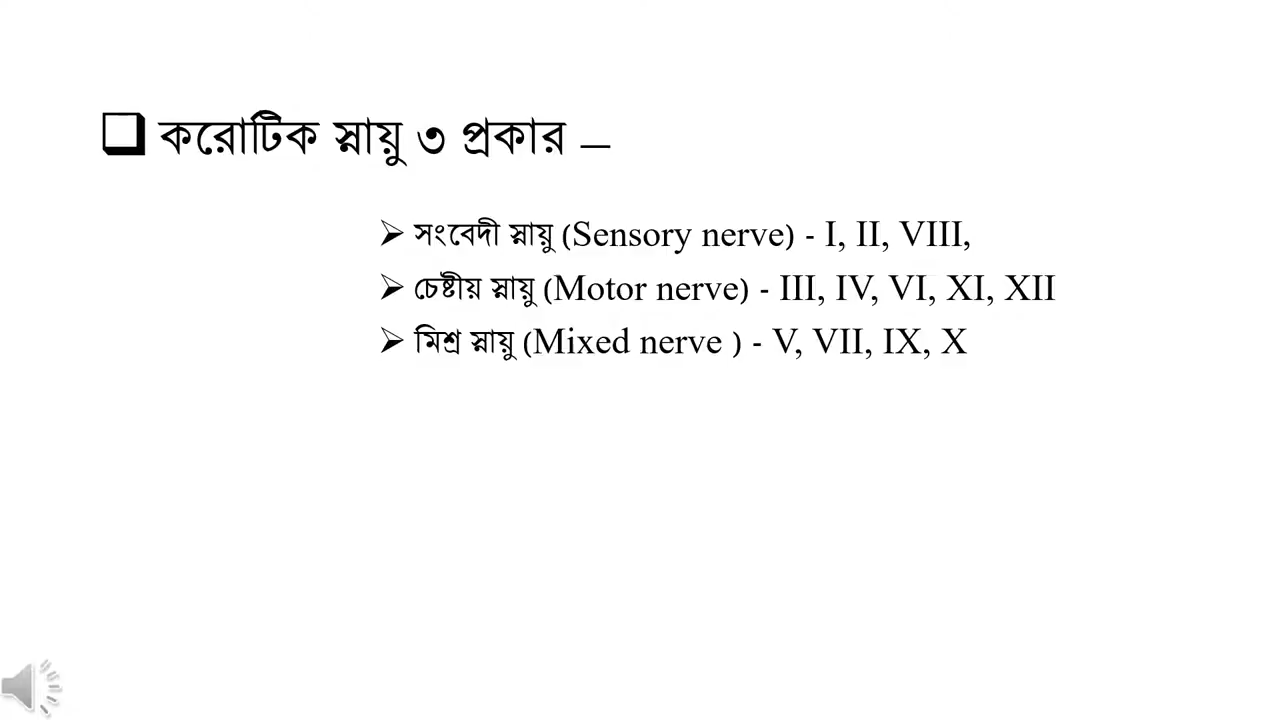 ❑ করোটিক স্নায়ু ৩ প্রকার –
➢ সংবেদী স্নায়ু (Sensory nerve) - I, II, VIII,
➢ চেষ্টীয় স্নায়ু (Motor nerve) - III, IV, VI, XI, XII
➢ মিশ্র স্নায়ু (Mixed nerve ) - V, VII, IX, X